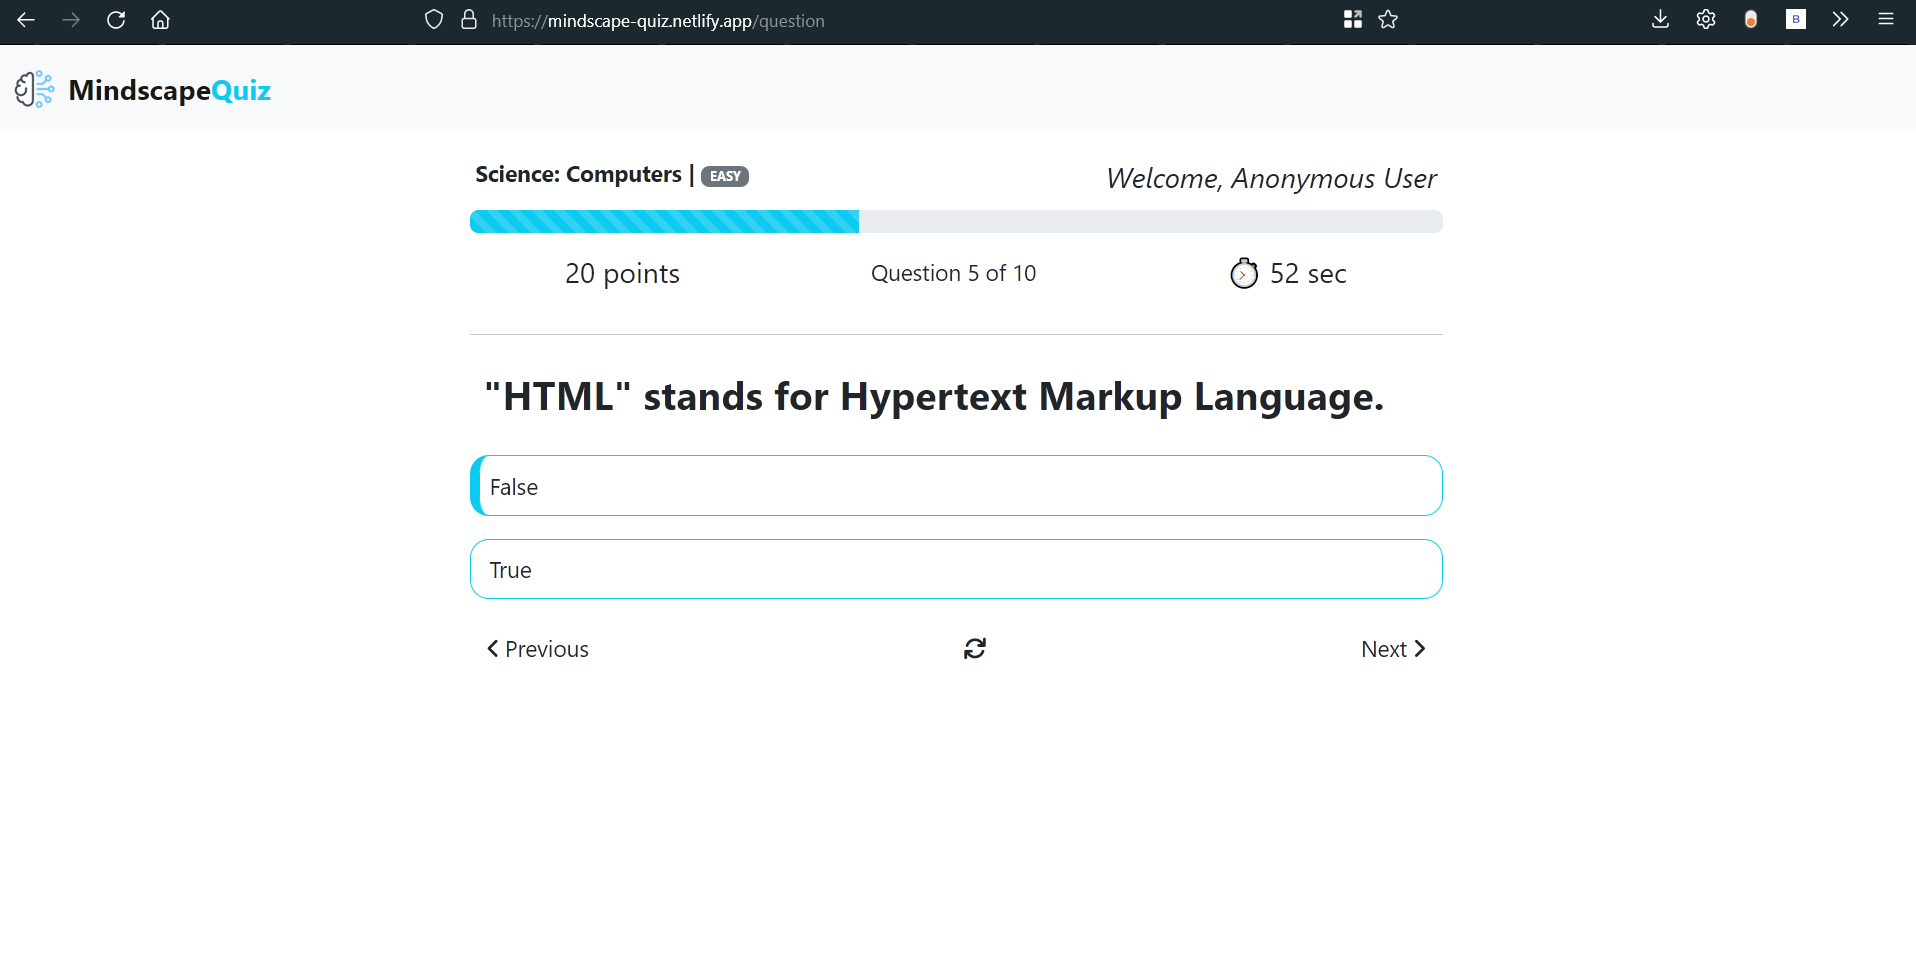 https://mindscape-quiz.netlify.app/question
B
MindscapeQuiz
Science: Computers | EASY
Welcome, Anonymous User
20 points
Question 5 of 10
52 sec
"HTML" stands for Hypertext Markup Language.
False
True
Previous
Next